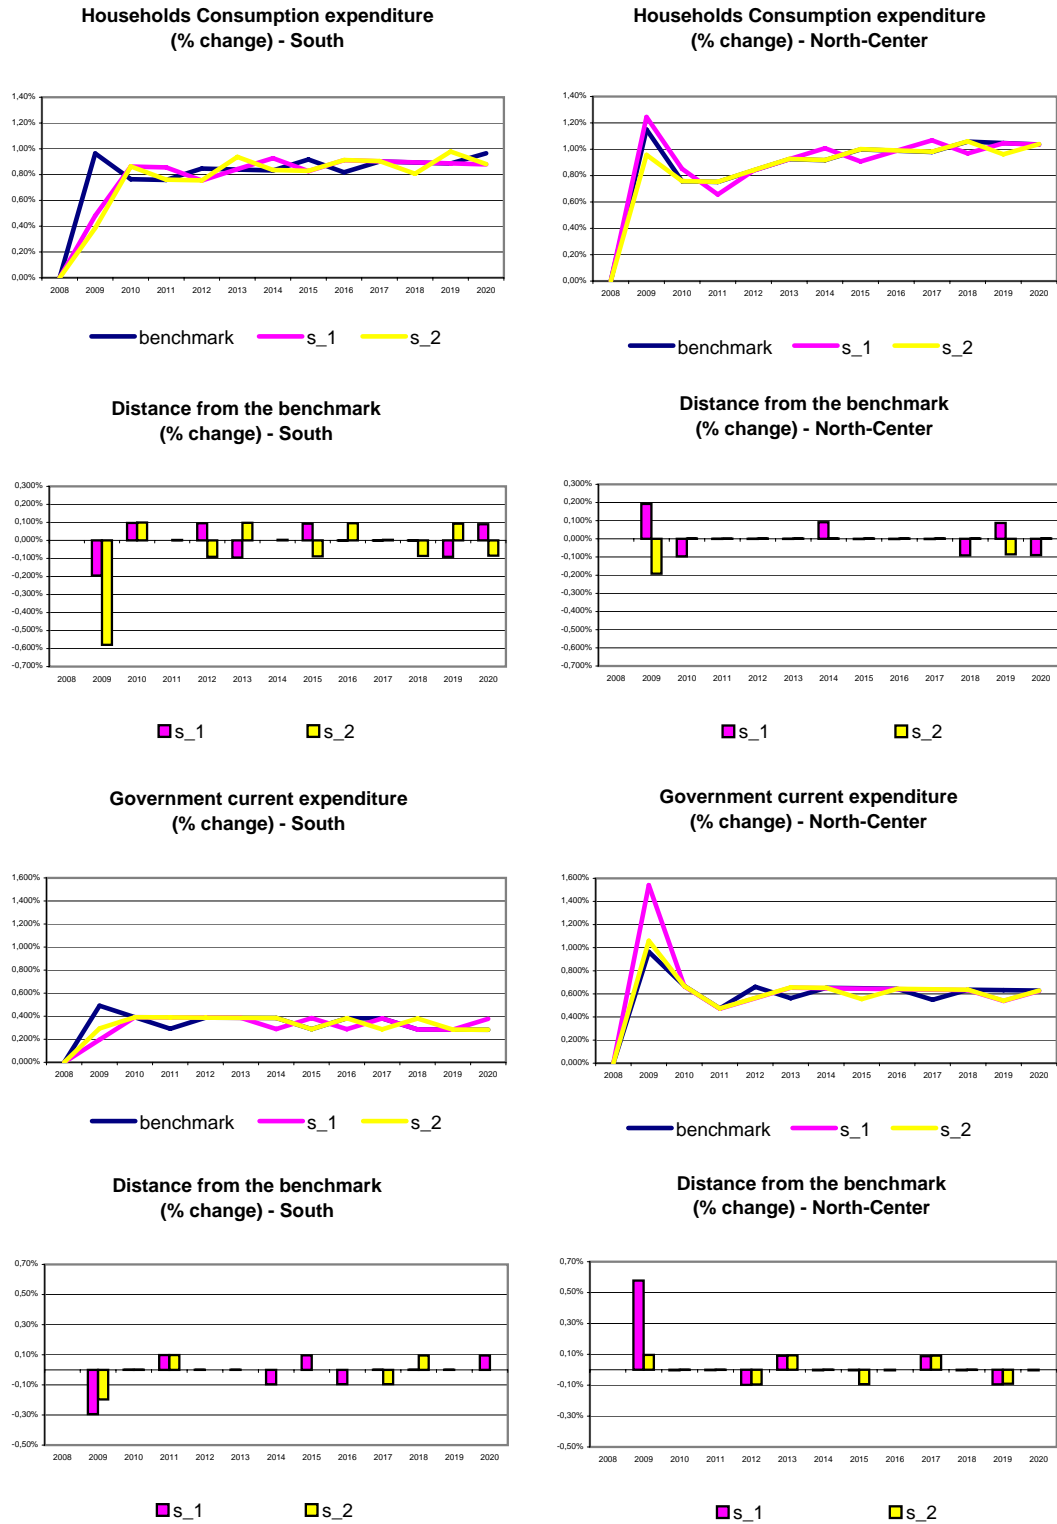 Households Consumption expenditure
(% change) - South
1,40%
1,20%
1,00%
0,80%
0,60%
0,40%
0,20%
0,00%
2008 2009 2010 2011 2012 2013 2014 2015 2016 2017 2018 2019 2020
benchmark s_1 s_2
Households Consumption expenditure
(% change) - North-Center
1,40%
1,20%
1,00%
0,80%
0,60%
0,40%
0,20%
0,00%
2008 2009 2010 2011 2012 2013 2014 2015 2016 2017 2018 2019 2020
benchmark s_1 s_2
Distance from the benchmark
(% change) - South
0,300%
0,200%
0,100%
0,000%
-0,100%
-0,200%
-0,300%
-0,400%
-0,500%
-0,600%
-0,700%
2008 2009 2010 2011 2012 2013 2014 2015 2016 2017 2018 2019 2020
s_1 s_2
Distance from the benchmark
(% change) - North-Center
0,300%
0,200%
0,100%
0,000%
-0,100%
-0,200%
-0,300%
-0,400%
-0,500%
-0,600%
-0,700%
2008 2009 2010 2011 2012 2013 2014 2015 2016 2017 2018 2019 2020
s_1 s_2
Government current expenditure
(% change) - South
1,600%
1,400%
1,200%
1,000%
0,800%
0,600%
0,400%
0,200%
0,000%
2008 2009 2010 2011 2012 2013 2014 2015 2016 2017 2018 2019 2020
benchmark s_1 s_2
Government current expenditure
(% change) - North-Center
1,600%
1,400%
1,200%
1,000%
0,800%
0,600%
0,400%
0,200%
0,000%
2008 2009 2010 2011 2012 2013 2014 2015 2016 2017 2018 2019 2020
benchmark s_1 s_2
Distance from the benchmark
(% change) - South
0,70%
0,50%
0,30%
0,10%
-0,10%
-0,30%
-0,50%
2008 2009 2010 2011 2012 2013 2014 2015 2016 2017 2018 2019 2020
s_1 s_2
Distance from the benchmark
(% change) - North-Center
0,70%
0,50%
0,30%
0,10%
-0,10%
-0,30%
-0,50%
2008 2009 2010 2011 2012 2013 2014 2015 2016 2017 2018 2019 2020
s_1 s_2